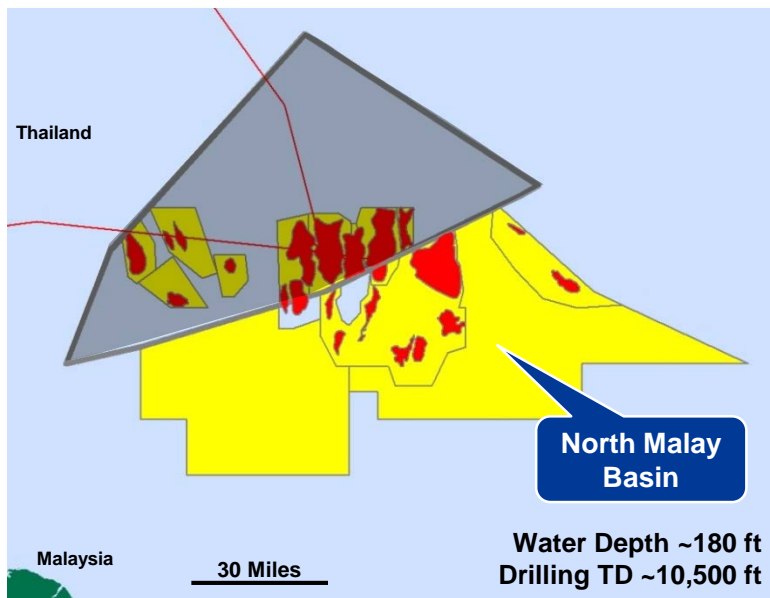 Thailand
North Malay
Basin
Water Depth ~180 ft
Drilling TD ~10,500 ft
Malaysia
30 Miles